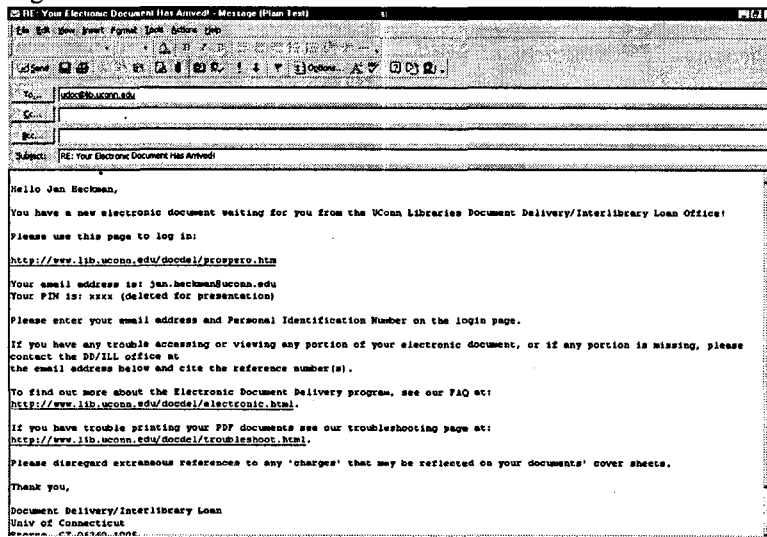 RE: Your Electronic Document Has Arrived! - Message (Plain Text)
File Edit View Insert Format Tools Actions Help
Send Options...
To... udoc@lib.uconn.edu
Cc...
Bcc...
Subject: RE: Your Electronic Document Has Arrived!
Hello Jan Heckman,
You have a new electronic document waiting for you from the UConn Libraries Document Delivery/Interlibrary Loan Office!
Please use this page to log in:
http://www.lib.uconn.edu/docdel/prospero.htm
Your email address is: jan.heckman@uconn.edu
Your PIN is: xxxx (deleted for presentation)
Please enter your email address and Personal Identification Number on the login page.
If you have any trouble accessing or viewing any portion of your electronic document, or if any portion is missing, please
contact the DD/ILL office at
the email address below and cite the reference number(s).
To find out more about the Electronic Document Delivery program, see our FAQ at:
http://www.lib.uconn.edu/docdel/electronic.html.
If you have trouble printing your PDF documents see our troubleshooting page at:
http://www.lib.uconn.edu/docdel/troubleshoot.html.
Please disregard extraneous references to any 'charges' that may be reflected on your documents' cover sheets.
Thank you,
Document Delivery/Interlibrary Loan
Univ of Connecticut